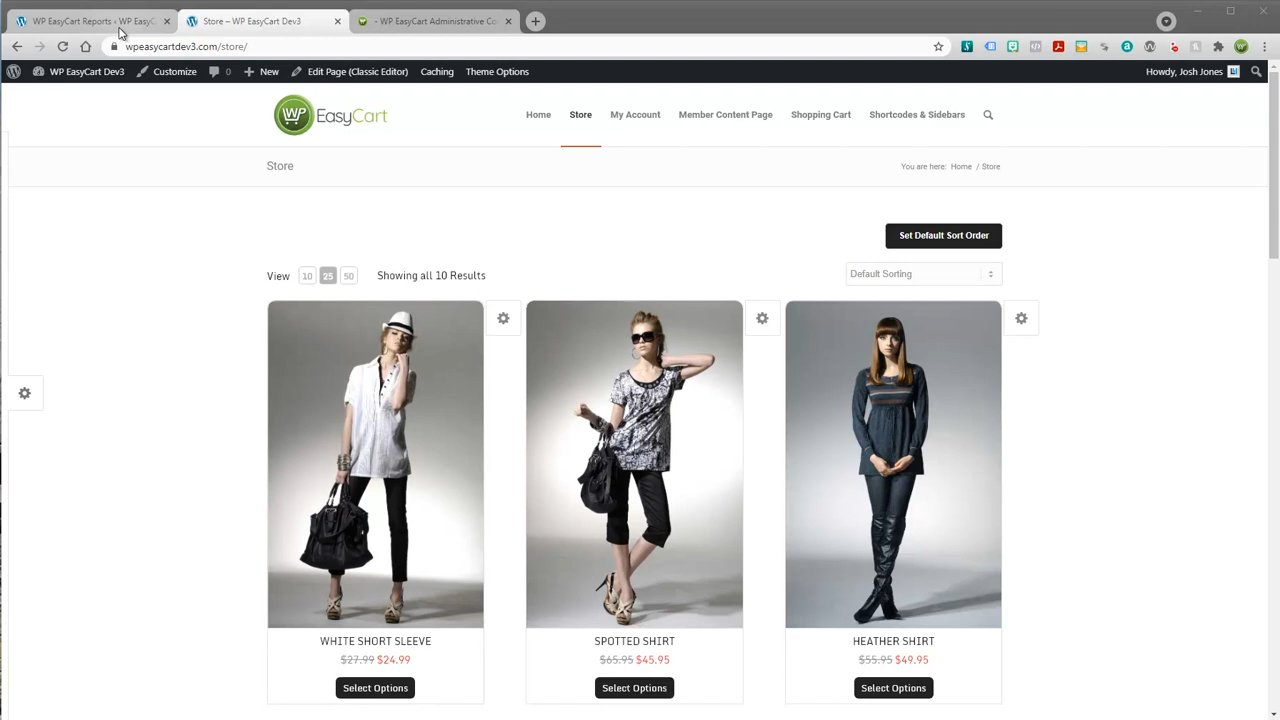 WP EasyCart Reports ‹ WP EasyC
Store – WP EasyCart Dev3
- WP EasyCart Administrative Co
wpeasycartdev3.com/store/
WP EasyCart Dev3
Customize
0
New
Edit Page (Classic Editor)
Caching
Theme Options
Howdy, Josh Jones
WP EasyCart
Home
Store
My Account
Member Content Page
Shopping Cart
Shortcodes & Sidebars
Store
You are here: Home / Store
Set Default Sort Order
View 10 25 50 Showing all 10 Results
Default Sorting
WHITE SHORT SLEEVE
$27.99 $24.99
Select Options
SPOTTED SHIRT
$65.95 $45.95
Select Options
HEATHER SHIRT
$55.95 $49.95
Select Options